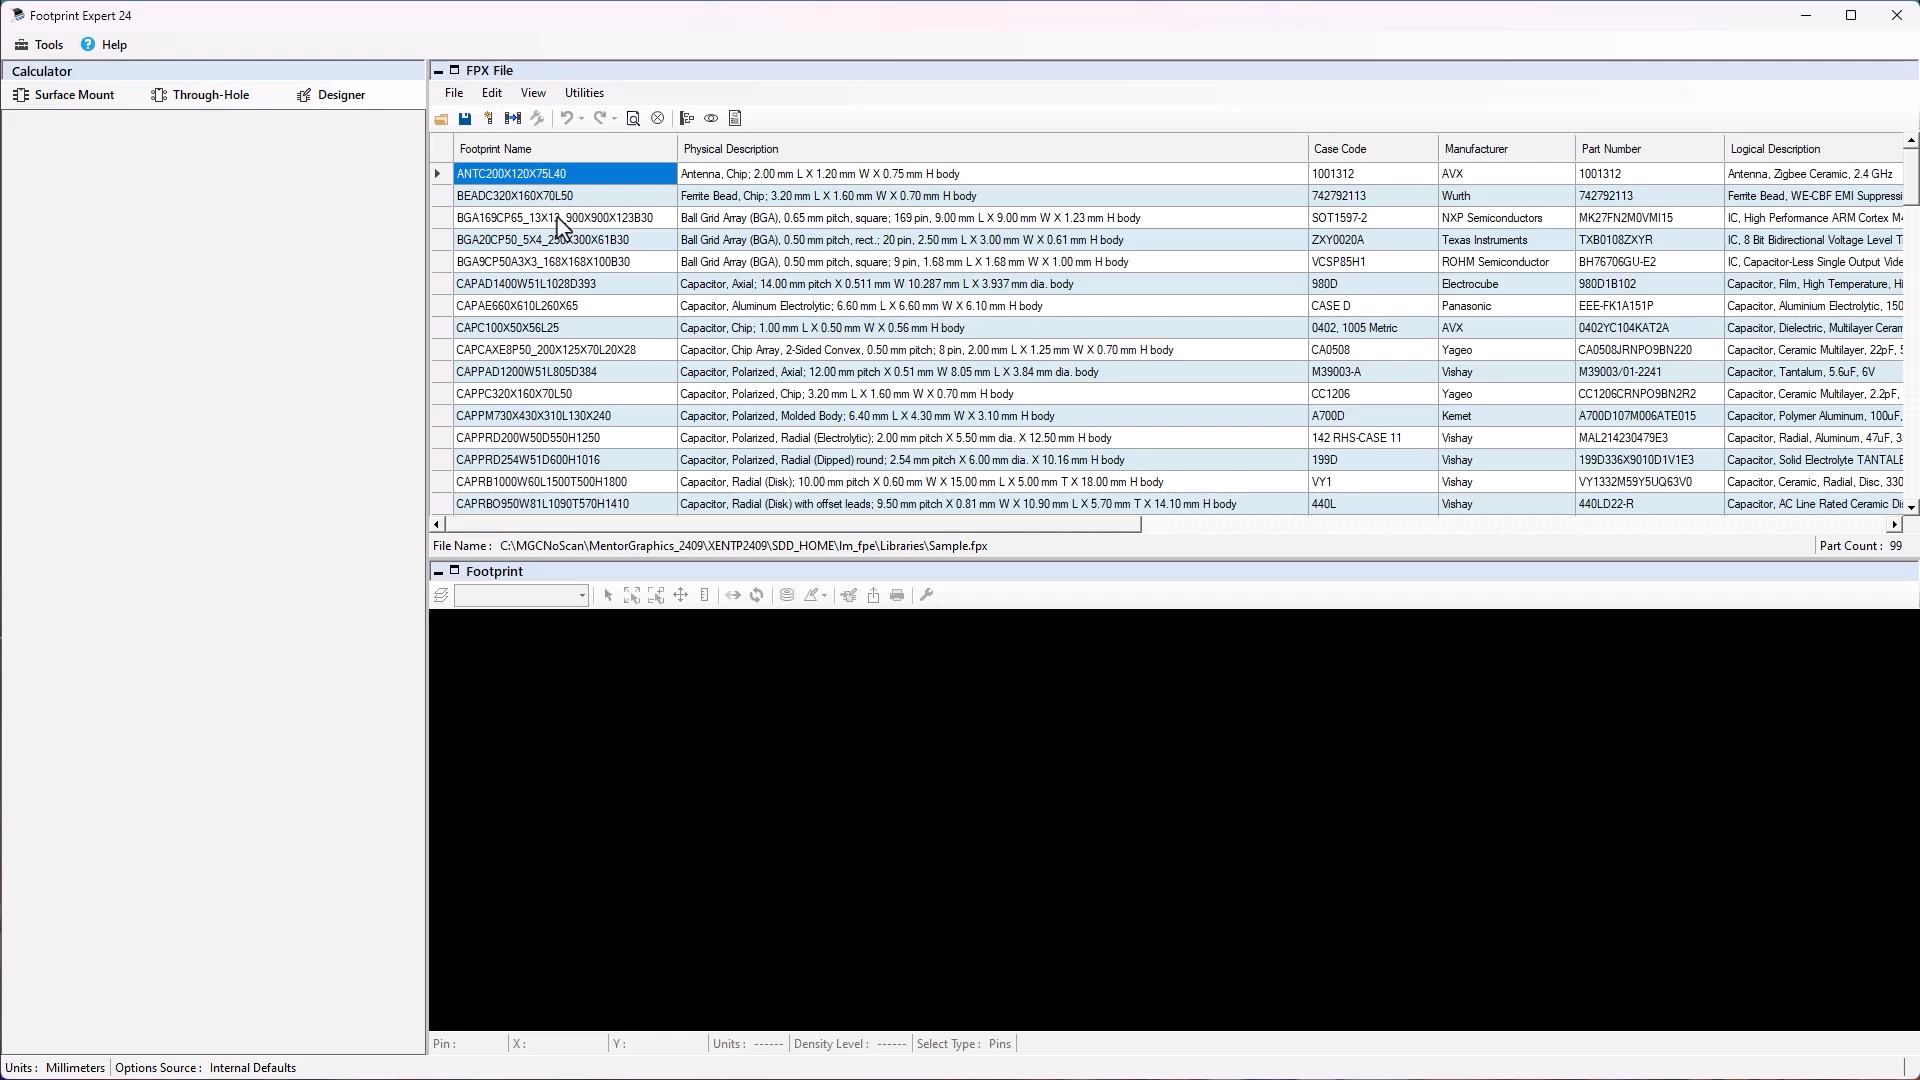 Footprint Expert 24
Tools Help
Calculator
Surface Mount Through-Hole Designer
FPX File
File Edit View Utilities
Footprint Name Physical Description Case Code Manufacturer Part Number Logical Description
ANTC200X120X75L40 Antenna, Chip; 2.00 mm L X 1.20 mm W X 0.75 mm H body 1001312 AVX 1001312 Antenna, Zigbee Ceramic, 2.4 GHz
BEADC320X160X70L50 Ferrite Bead, Chip; 3.20 mm L X 1.60 mm W X 0.70 mm H body 742792113 Wurth 742792113 Ferrite Bead, WE-CBF EMI Suppressi
BGA169CP65_13X13_900X900X123B30 Ball Grid Array (BGA), 0.65 mm pitch, square; 169 pin, 9.00 mm L X 9.00 mm W X 1.23 mm H body SOT1597-2 NXP Semiconductors MK27FN2M0VMI15 IC, High Performance ARM Cortex M4
BGA20CP50_5X4_250X300X61B30 Ball Grid Array (BGA), 0.50 mm pitch, rect.; 20 pin, 2.50 mm L X 3.00 mm W X 0.61 mm H body ZXY0020A Texas Instruments TXB0108ZXYR IC, 8 Bit Bidirectional Voltage Level T
BGA9CP50A3X3_168X168X100B30 Ball Grid Array (BGA), 0.50 mm pitch, square; 9 pin, 1.68 mm L X 1.68 mm W X 1.00 mm H body VCSP85H1 ROHM Semiconductor BH76706GU-E2 IC, Capacitor-Less Single Output Vide
CAPAD1400W51L1028D393 Capacitor, Axial; 14.00 mm pitch X 0.511 mm W 10.287 mm L X 3.937 mm dia. body 980D Electrocube 980D1B102 Capacitor, Film, High Temperature, Hi
CAPAE660X610L260X65 Capacitor, Aluminum Electrolytic; 6.60 mm L X 6.60 mm W X 6.10 mm H body CASE D Panasonic EEE-FK1A151P Capacitor, Aluminium Electrolytic, 150
CAPC100X50X56L25 Capacitor, Chip; 1.00 mm L X 0.50 mm W X 0.56 mm H body 0402, 1005 Metric AVX 0402YC104KAT2A Capacitor, Dielectric, Multilayer Ceram
CAPCAXE8P50_200X125X70L20X28 Capacitor, Chip Array, 2-Sided Convex, 0.50 mm pitch; 8 pin, 2.00 mm L X 1.25 mm W X 0.70 mm H body CA0508 Yageo CA0508JRNPO9BN220 Capacitor, Ceramic Multilayer, 22pF, 5
CAPPAD1200W51L805D384 Capacitor, Polarized, Axial; 12.00 mm pitch X 0.51 mm W 8.05 mm L X 3.84 mm dia. body M39003-A Vishay M39003/01-2241 Capacitor, Tantalum, 5.6uF, 6V
CAPPC320X160X70L50 Capacitor, Polarized, Chip; 3.20 mm L X 1.60 mm W X 0.70 mm H body CC1206 Yageo CC1206CRNPO9BN2R2 Capacitor, Ceramic Multilayer, 2.2pF,
CAPPM730X430X310L130X240 Capacitor, Polarized, Molded Body; 6.40 mm L X 4.30 mm W X 3.10 mm H body A700D Kemet A700D107M006ATE015 Capacitor, Polymer Aluminum, 100uF,
CAPPRD200W50D550H1250 Capacitor, Polarized, Radial (Electrolytic); 2.00 mm pitch X 5.50 mm dia. X 12.50 mm H body 142 RHS-CASE 11 Vishay MAL214230479E3 Capacitor, Radial, Aluminum, 47uF, 3
CAPPRD254W51D600H1016 Capacitor, Polarized, Radial (Dipped) round; 2.54 mm pitch X 6.00 mm dia. X 10.16 mm H body 199D Vishay 199D336X9010D1V1E3 Capacitor, Solid Electrolyte TANTALE
CAPRB1000W60L1500T500H1800 Capacitor, Radial (Disk); 10.00 mm pitch X 0.60 mm W X 15.00 mm L X 5.00 mm T X 18.00 mm H body VY1 Vishay VY1332M59Y5UQ63V0 Capacitor, Ceramic, Radial, Disc, 330
CAPRBO950W81L1090T570H1410 Capacitor, Radial (Disk) with offset leads; 9.50 mm pitch X 0.81 mm W X 10.90 mm L X 5.70 mm T X 14.10 mm H body 440L Vishay 440LD22-R Capacitor, AC Line Rated Ceramic Di
File Name : C:\MGCNoScan\MentorGraphics_2409\XENTP2409\SDD_HOME\lm_fpe\Libraries\Sample.fpx Part Count : 99
Footprint
Pin : X : Y : Units : ------ Density Level : ------ Select Type : Pins
Units : Millimeters Options Source : Internal Defaults